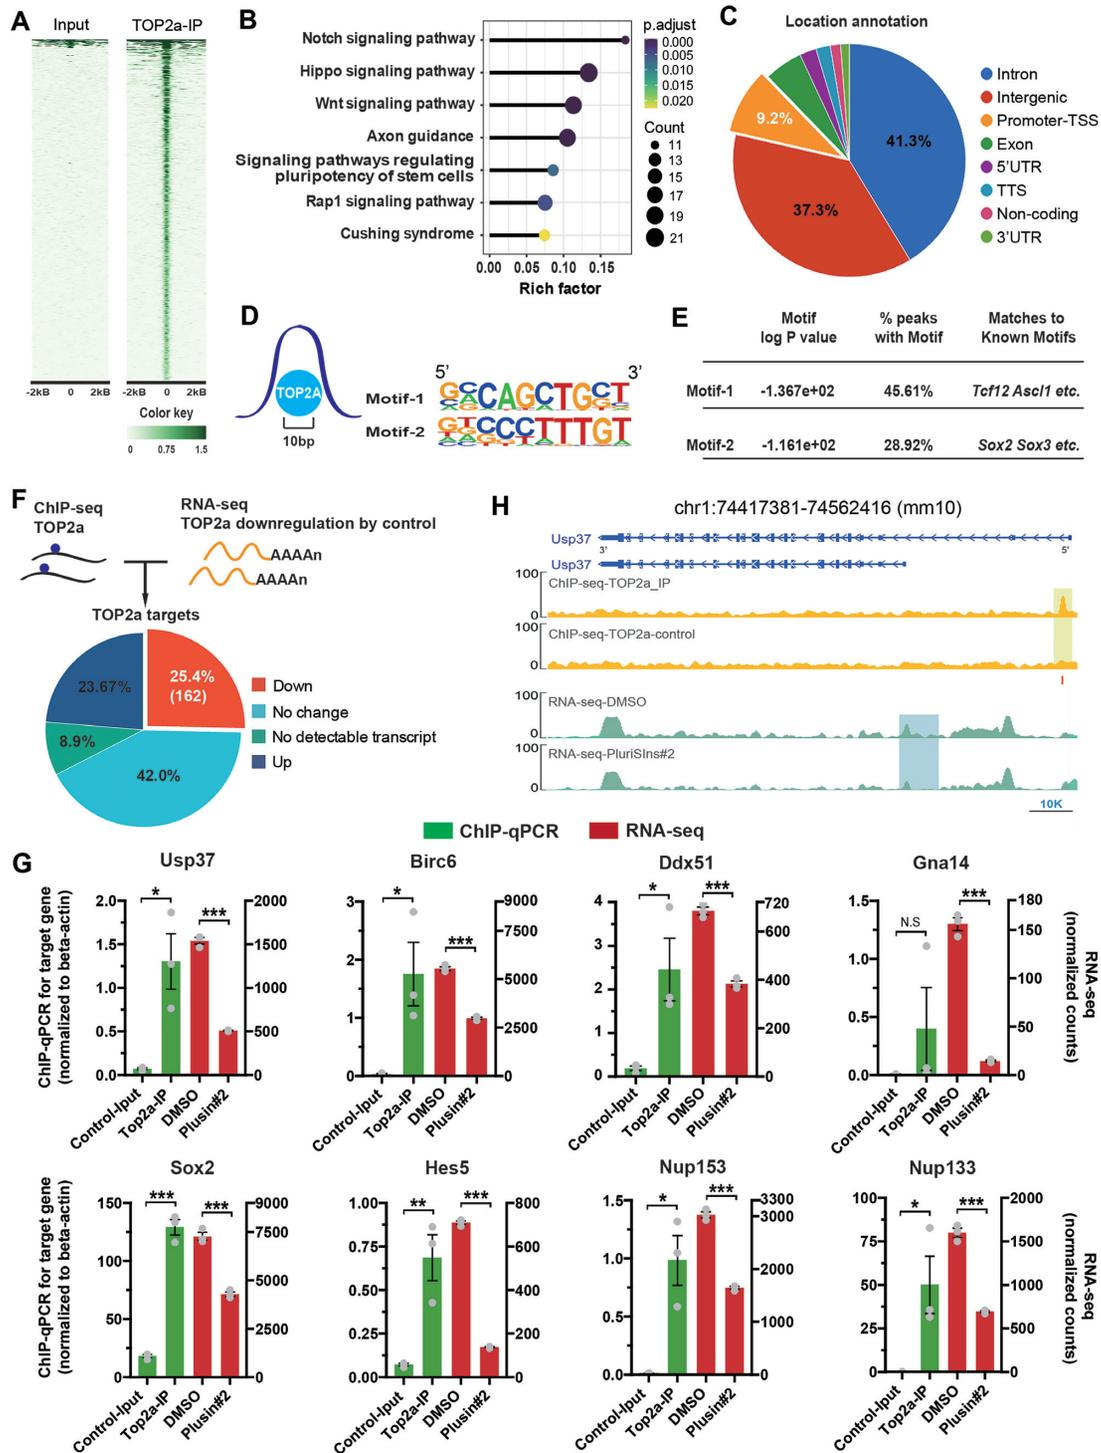 A
Input
TOP2a-IP
-2kB 0 2kB
-2kB 0 2kB
Color key
0 0.75 1.5
B
Notch signaling pathway
Hippo signaling pathway
Wnt signaling pathway
Axon guidance
Signaling pathways regulating
pluripotency of stem cells
Rap1 signaling pathway
Cushing syndrome
0.00 0.05 0.10 0.15
Rich factor
p.adjust
0.000
0.005
0.010
0.015
0.020
Count
11
13
15
17
19
21
C
Location annotation
41.3%
37.3%
9.2%
Intron
Intergenic
Promoter-TSS
Exon
5'UTR
TTS
Non-coding
3'UTR
D
TOP2A
10bp
5' 3'
Motif-1
GCCAGCTGCT
Motif-2
GTCCCTTTGT
E
Motif
log P value
% peaks
with Motif
Matches to
Known Motifs
Motif-1 -1.367e+02 45.61% Tcf12 Ascl1 etc.
Motif-2 -1.161e+02 28.92% Sox2 Sox3 etc.
F
ChIP-seq
TOP2a
RNA-seq
TOP2a downregulation by control
AAAAn
AAAAn
TOP2a targets
25.4%
(162)
23.67%
8.9%
42.0%
Down
No change
No detectable transcript
Up
H
chr1:74417381-74562416 (mm10)
Usp37
3' 5'
Usp37
100
0
ChIP-seq-TOP2a_IP
100
0
ChIP-seq-TOP2a-control
100
0
RNA-seq-DMSO
100
0
RNA-seq-PluriSIns#2
10K
ChIP-qPCR
RNA-seq
G
ChIP-qPCR for target gene
(normalized to beta-actin)
RNA-seq
(normalized counts)
Usp37
2.0
1.5
1.0
0.5
0.0
* ***
2000
1500
1000
500
0
Control-Iput
Top2a-IP
DMSO
Plusin#2
Birc6
3
2
1
0
* ***
9000
7500
5000
2500
0
Control-Iput
Top2a-IP
DMSO
Plusin#2
Ddx51
4
3
2
1
0
* ***
720
600
400
200
0
Control-Iput
Top2a-IP
DMSO
Plusin#2
Gna14
1.5
1.0
0.5
0.0
N.S ***
180
150
100
50
0
Control-Iput
Top2a-IP
DMSO
Plusin#2
ChIP-qPCR for target gene
(normalized to beta-actin)
RNA-seq
(normalized counts)
Sox2
150
100
50
0
*** ***
9000
7500
5000
2500
0
Control-Iput
Top2a-IP
DMSO
Plusin#2
Hes5
1.00
0.75
0.50
0.25
0.00
** ***
800
600
400
200
0
Control-Iput
Top2a-IP
DMSO
Plusin#2
Nup153
1.5
1.0
0.5
0.0
* ***
3300
3000
2000
1000
0
Control-Iput
Top2a-IP
DMSO
Plusin#2
Nup133
100
75
50
25
0
* ***
2000
1500
1000
500
0
Control-Iput
Top2a-IP
DMSO
Plusin#2